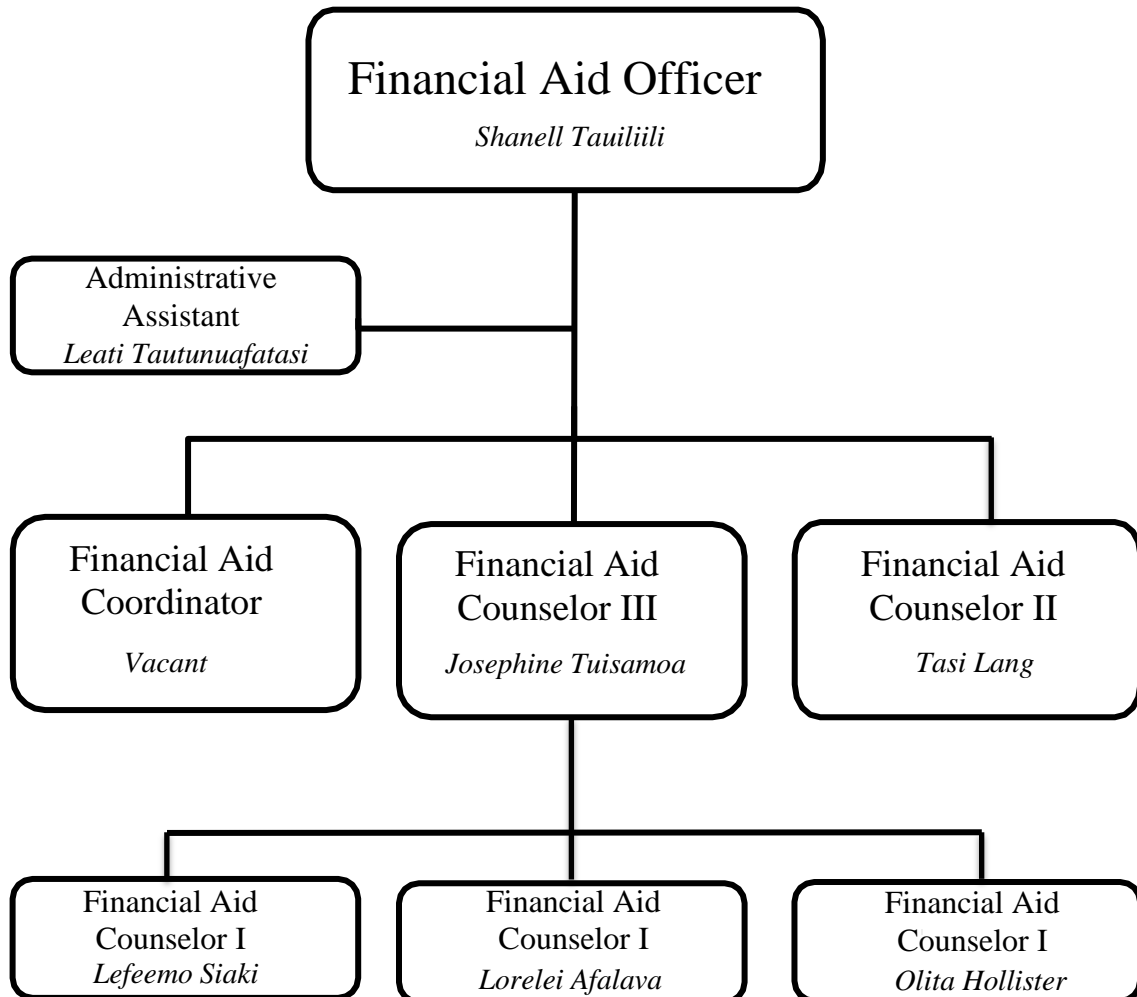 Financial Aid Officer
Shanell Tauiliili
Administrative
Assistant
Leati Tautunuafatasi
Financial Aid
Coordinator
Vacant
Financial Aid
Counselor III
Josephine Tuisamoa
Financial Aid
Counselor II
Tasi Lang
Financial Aid
Counselor I
Lefeemo Siaki
Financial Aid
Counselor I
Lorelei Afalava
Financial Aid
Counselor I
Olita Hollister